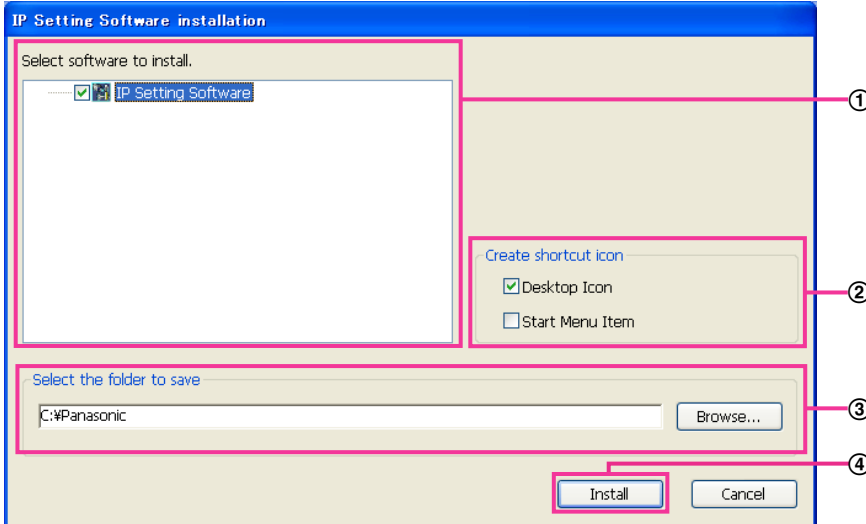 IP Setting Software installation
Select software to install.
IP Setting Software
①
Create shortcut icon
Desktop Icon
②
Start Menu Item
Select the folder to save
C:¥Panasonic
Browse...
③
④
Install
Cancel